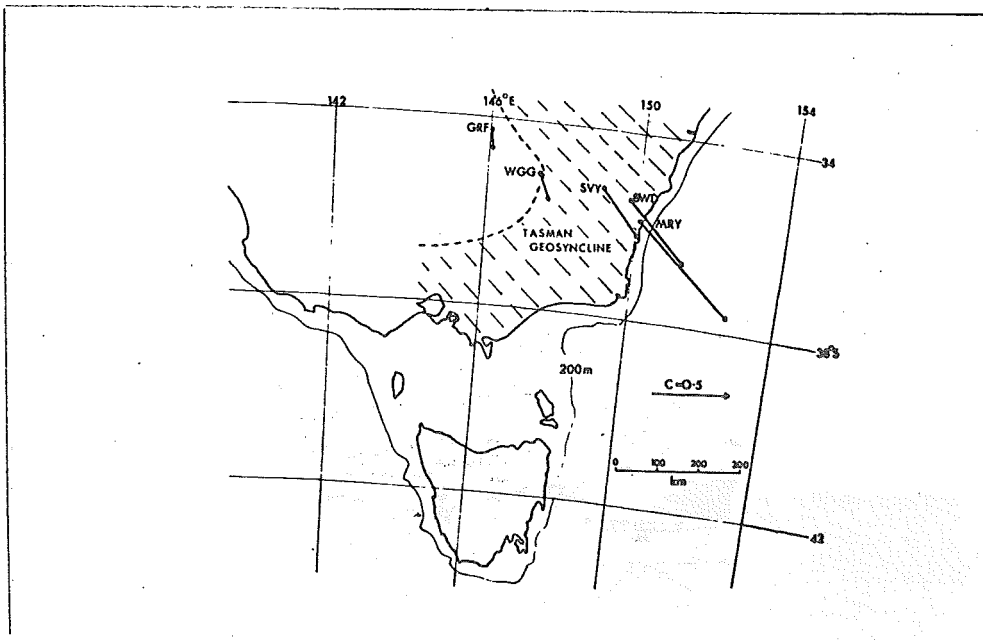 142
146°E
150
154
GRF
34
WGG
SVY
BWD
MRY
TASMAN
GEOSYNCLINE
38°S
200m
C=0·5
0 100 200 300
km
42